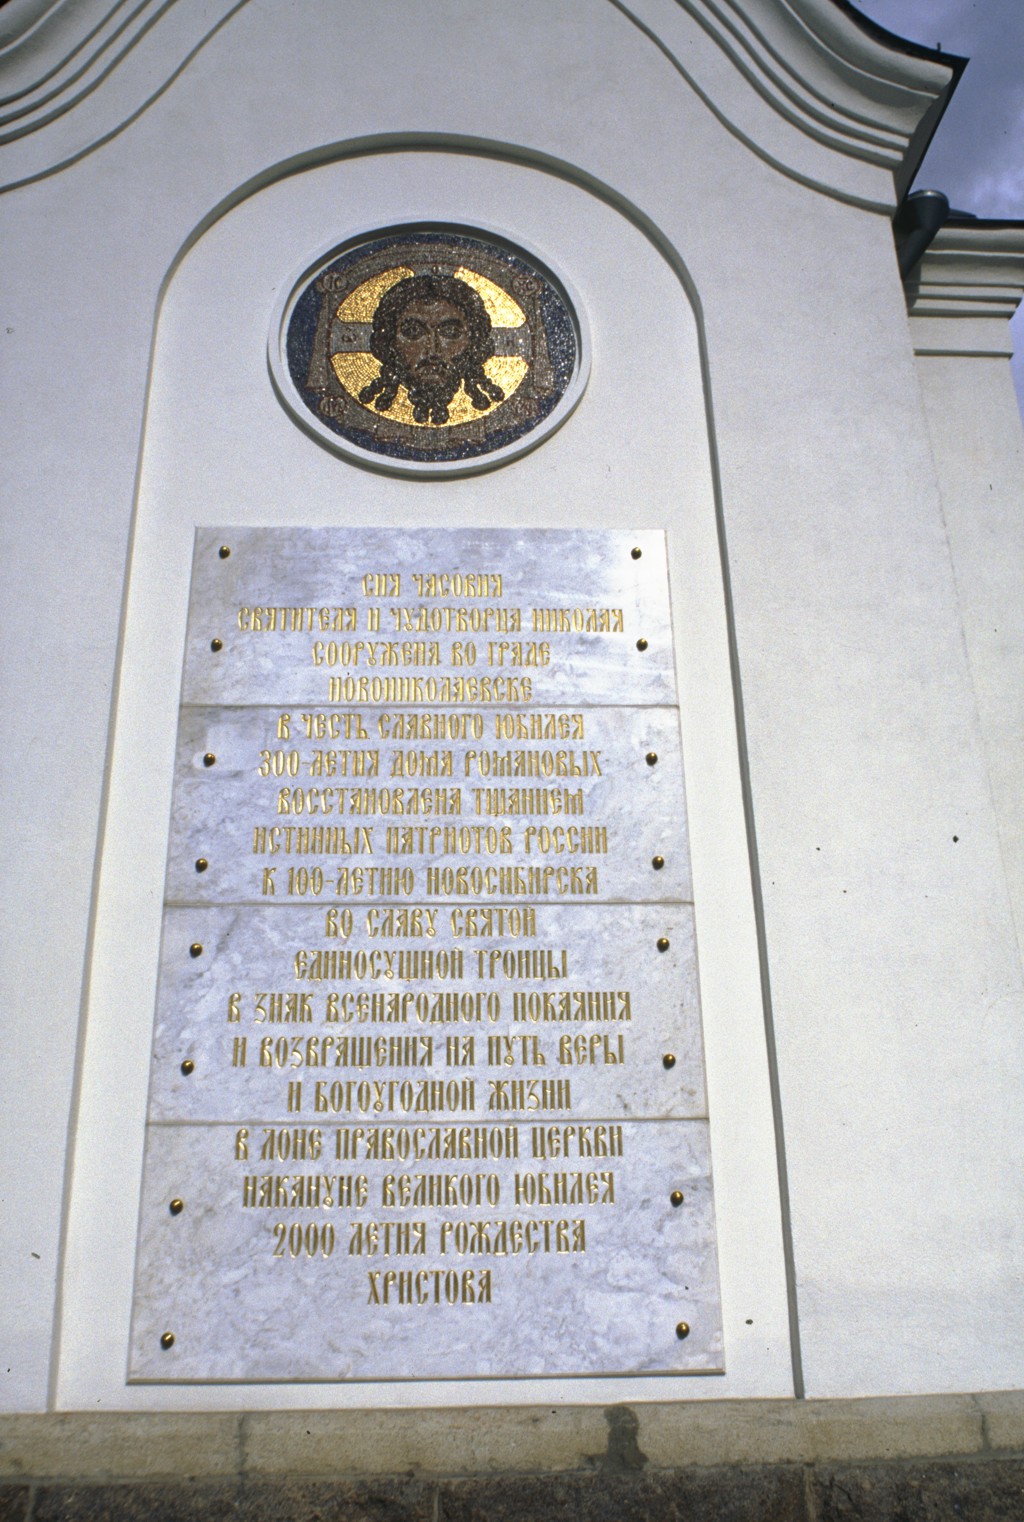 СИЯ ЧАСОВНЯ
СВЯТИТЕЛЯ И ЧУДОТВОРЦА НИКОЛАЯ
СООРУЖЕНА ВО ГРАДЕ
НОВОНИКОЛАЕВСКЕ
В ЧЕСТЬ СЛАВНОГО ЮБИЛЕЯ
300-ЛЕТИЯ ДОМА РОМАНОВЫХ
ВОССТАНОВЛЕНА ТЩАНИЕМ
ИСТИННЫХ ПАТРИОТОВ РОССИИ
К 100-ЛЕТИЮ НОВОСИБИРСКА
ВО СЛАВУ СВЯТОЙ
ЕДИНОСУЩНОЙ ТРОИЦЫ
В ЗНАК ВСЕНАРОДНОГО ПОКАЯНИЯ
И ВОЗВРАЩЕНИЯ НА ПУТЬ ВЕРЫ
И БОГОУГОДНОЙ ЖИЗНИ
В ЛОНЕ ПРАВОСЛАВНОЙ ЦЕРКВИ
НАКАНУНЕ ВЕЛИКОГО ЮБИЛЕЯ
2000 ЛЕТИЯ РОЖДЕСТВА
ХРИСТОВА